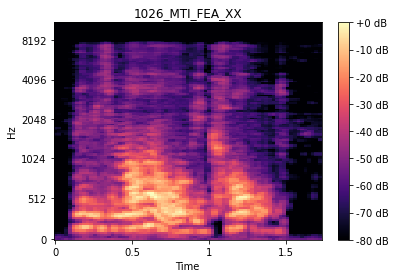 1026_MTI_FEA_XX
+0 dB
8192
-10 dB
4096
-20 dB
-30 dB
2048
Hz
-40 dB
1024
-50 dB
512
-60 dB
-70 dB
0
-80 dB
0
0.5
1
1.5
Time